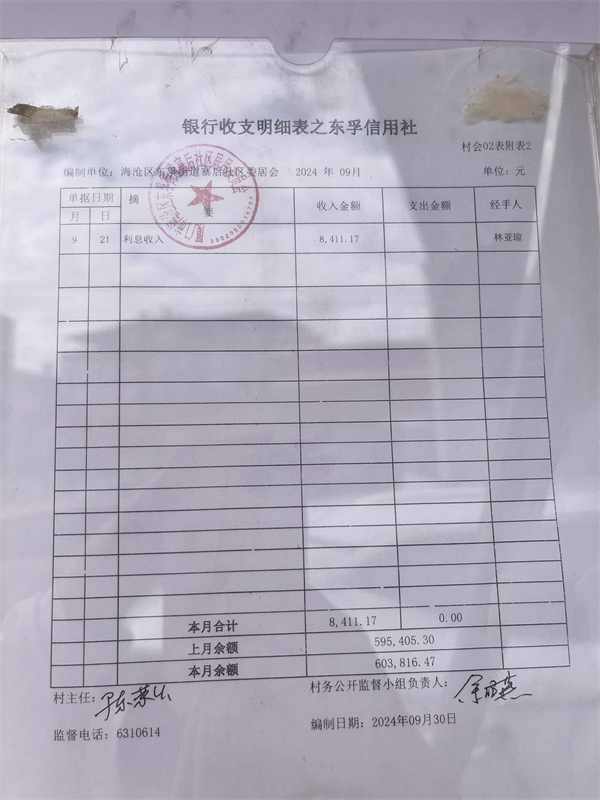 银行收支明细表之东孚信用社
村会02表附表2
编制单位：海沧区东孚街道寨后社区委居会 2024 年 09月 单位：元
单据日期 摘要 收入金额 支出金额 经手人
月 日
9 21 利息收入 8,411.17 林亚琼
本月合计 8,411.17 0.00
上月余额 595,405.30
本月余额 603,816.47
村主任： 村务公开监督小组负责人：
监督电话：6310614 编制日期：2024年09月30日